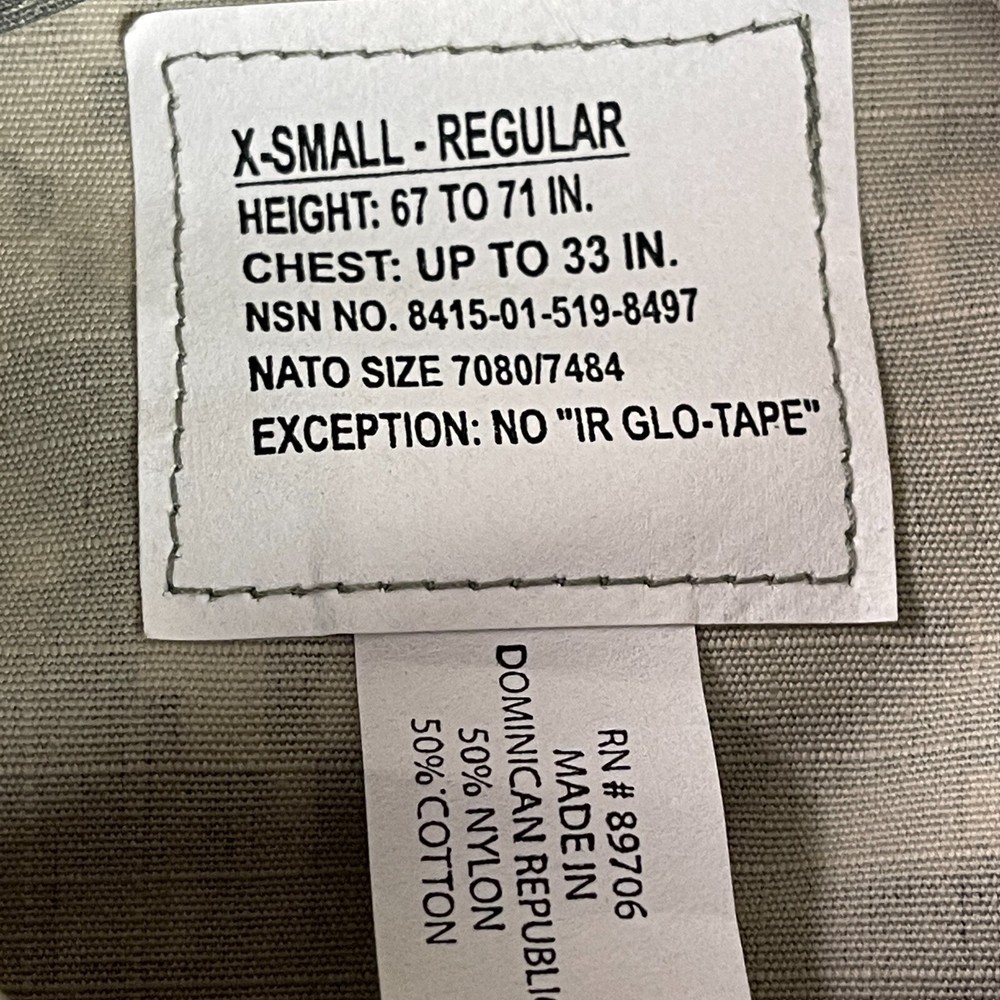 X-SMALL - REGULAR
HEIGHT: 67 TO 71 IN.
CHEST: UP TO 33 IN.
NSN NO. 8415-01-519-8497
NATO SIZE 7080/7484
EXCEPTION: NO "IR GLO-TAPE"
RN # 89706
MADE IN
DOMINICAN REPUBLIC
50% NYLON
50% COTTON